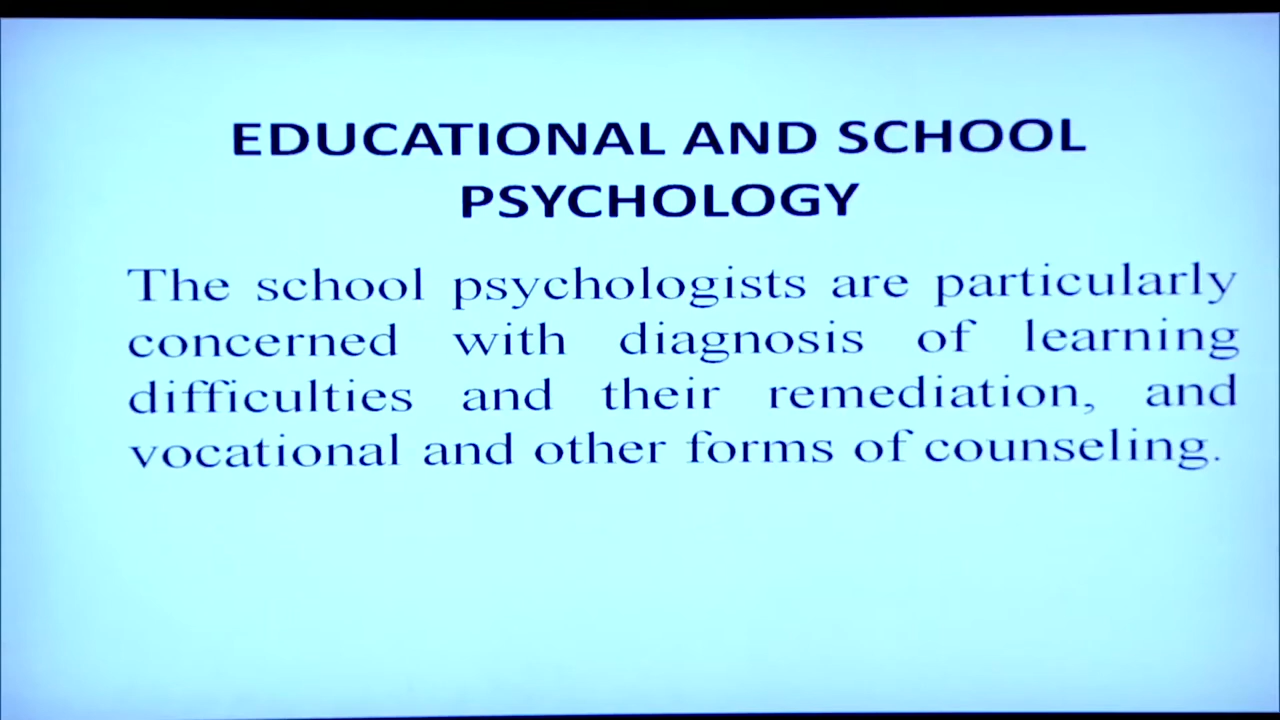 EDUCATIONAL AND SCHOOL
PSYCHOLOGY
The school psychologists are particularly
concerned with diagnosis of learning
difficulties and their remediation, and
vocational and other forms of counseling.